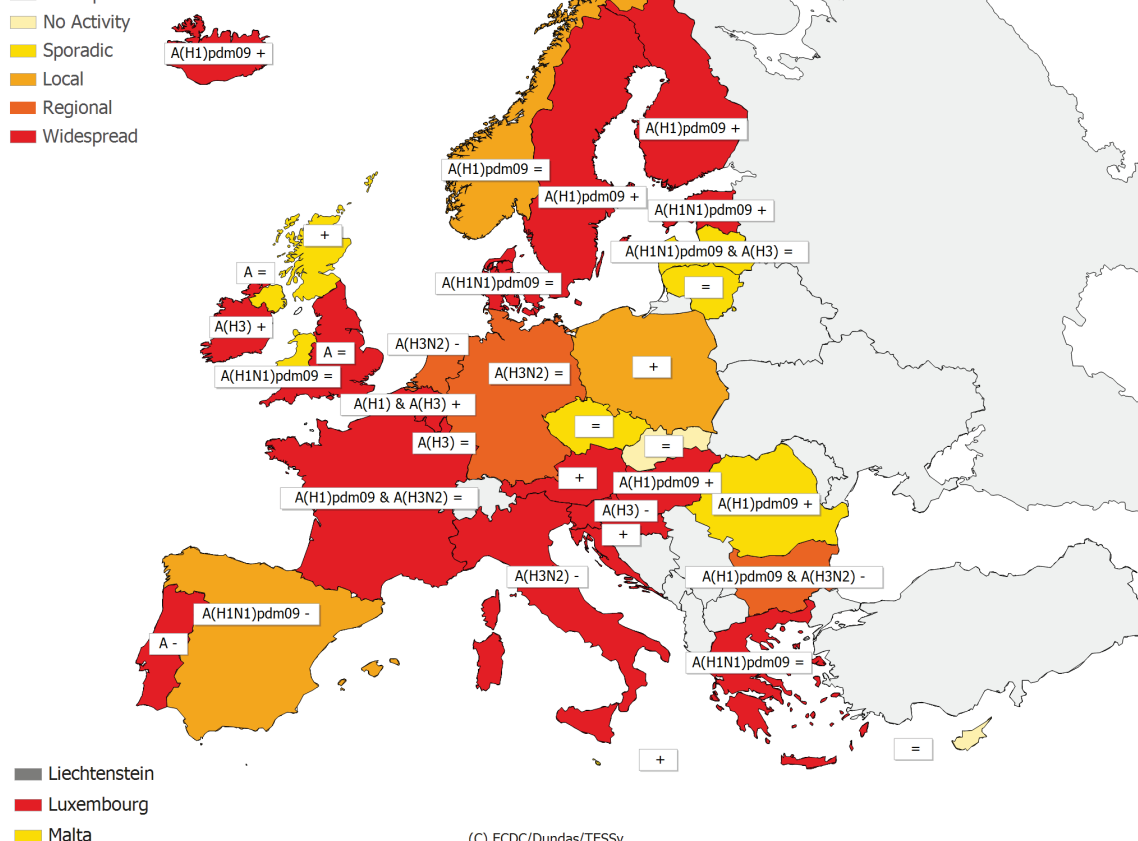 No Activity
Sporadic
Local
Regional
Widespread
A(H1)pdm09 +
A(H1)pdm09 +
A(H1)pdm09 =
A(H1)pdm09 +
A(H1N1)pdm09 +
+
A(H1N1)pdm09 & A(H3) =
A =
A(H1N1)pdm09 =
=
A(H3) +
A(H3N2) -
A =
A(H3N2) =
+
A(H1N1)pdm09 =
A(H1) & A(H3) +
=
A(H3) =
=
+
A(H1)pdm09 +
A(H1)pdm09 & A(H3N2) =
A(H1)pdm09 +
A(H3) -
+
A(H3N2) -
A(H1)pdm09 & A(H3N2) -
A(H1N1)pdm09 -
A -
A(H1N1)pdm09 =
=
+
Liechtenstein
Luxembourg
Malta
(C) ECDC/Dundas/TESSy